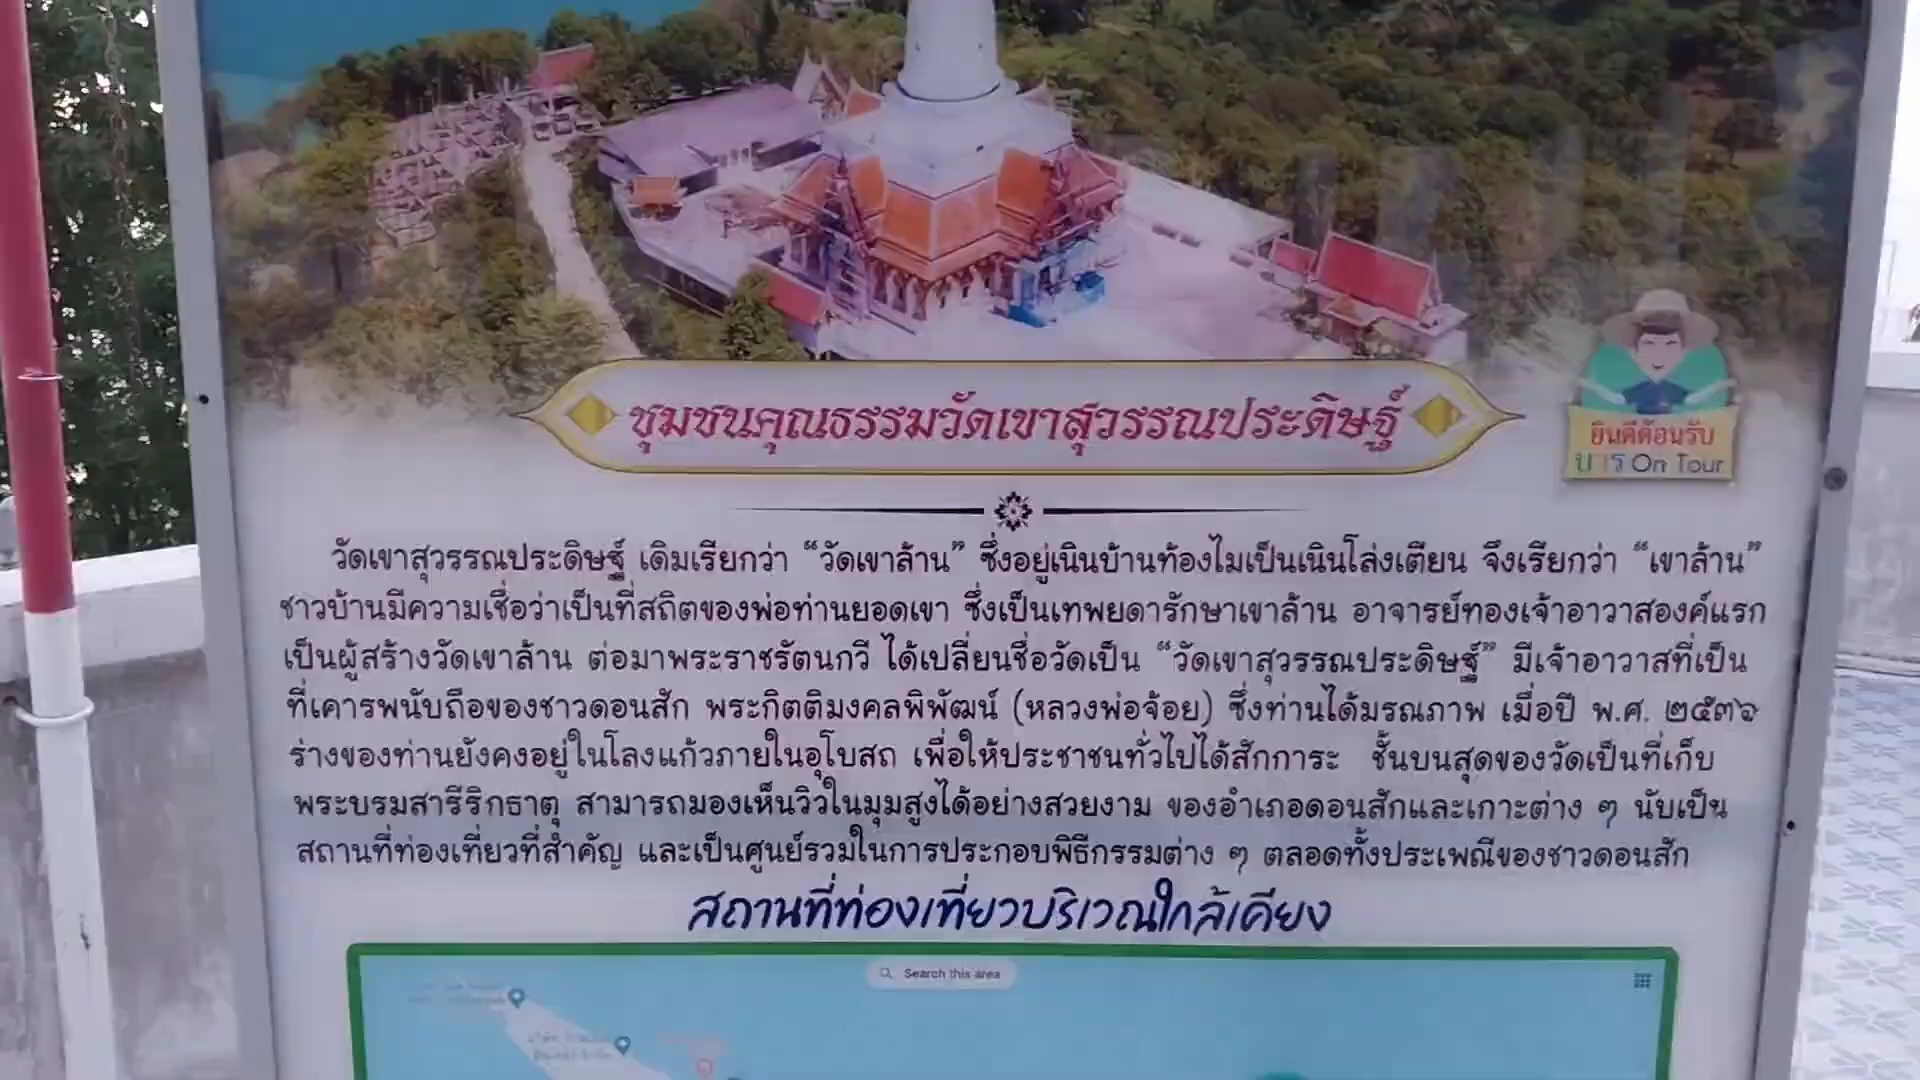 ชุมชนคุณธรรมวัดเขาสุวรรณประดิษฐ์
ยินดีต้อนรับ
บวร On Tour
วัดเขาสุวรรณประดิษฐ์ เดิมเรียกว่า “วัดเขาล้าน” ซึ่งอยู่เนินบ้านท้องไมเป็นเนินโล่งเตียน จึงเรียกว่า “เขาล้าน”
ชาวบ้านมีความเชื่อว่าเป็นที่สถิตของพ่อท่านยอดเขา ซึ่งเป็นเทพยดารักษาเขาล้าน อาจารย์ทองเจ้าอาวาสองค์แรก
เป็นผู้สร้างวัดเขาล้าน ต่อมาพระราชรัตนกวี ได้เปลี่ยนชื่อวัดเป็น “วัดเขาสุวรรณประดิษฐ์” มีเจ้าอาวาสที่เป็น
ที่เคารพนับถือของชาวดอนสัก พระกิตติมงคลพิพัฒน์ (หลวงพ่อจ้อย) ซึ่งท่านได้มรณภาพ เมื่อปี พ.ศ. ๒๕๓๖
ร่างของท่านยังคงอยู่ในโลงแก้วภายในอุโบสถ เพื่อให้ประชาชนทั่วไปได้สักการะ ชั้นบนสุดของวัดเป็นที่เก็บ
พระบรมสารีริกธาตุ สามารถมองเห็นวิวในมุมสูงได้อย่างสวยงาม ของอำเภอดอนสักและเกาะต่าง ๆ นับเป็น
สถานที่ท่องเที่ยวที่สำคัญ และเป็นศูนย์รวมในการประกอบพิธีกรรมต่าง ๆ ตลอดทั้งประเพณีของชาวดอนสัก
สถานที่ท่องเที่ยวบริเวณใกล้เคียง
Search this area